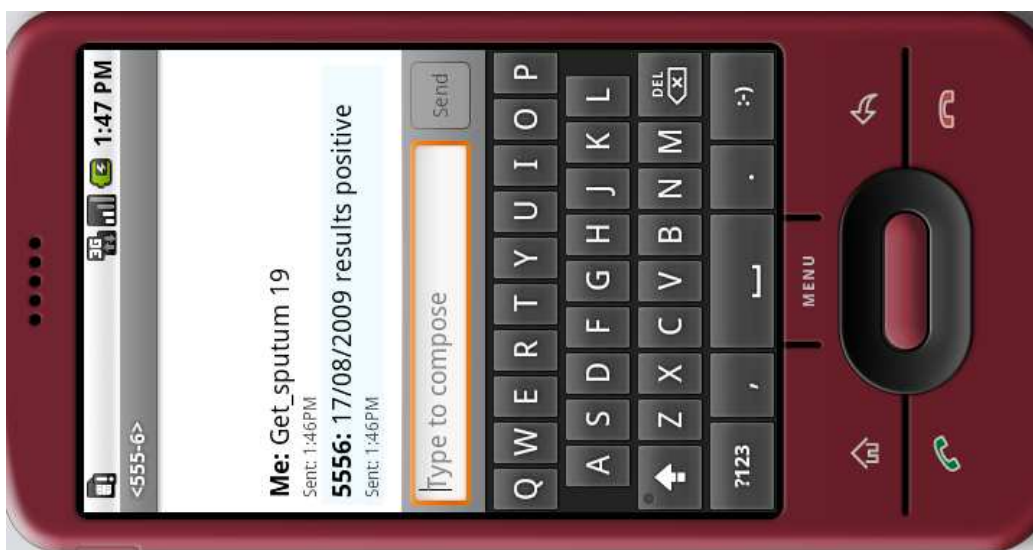 3G 1:47 PM
<555-6>
Me: Get_sputum 19
Sent: 1:46PM
5556: 17/08/2009 results positive
Sent: 1:46PM
Type to compose
Send
Q W E R T Y U I O P
A S D F G H J K L
Z X C V B N M DEL
?123 , . :-)
MENU